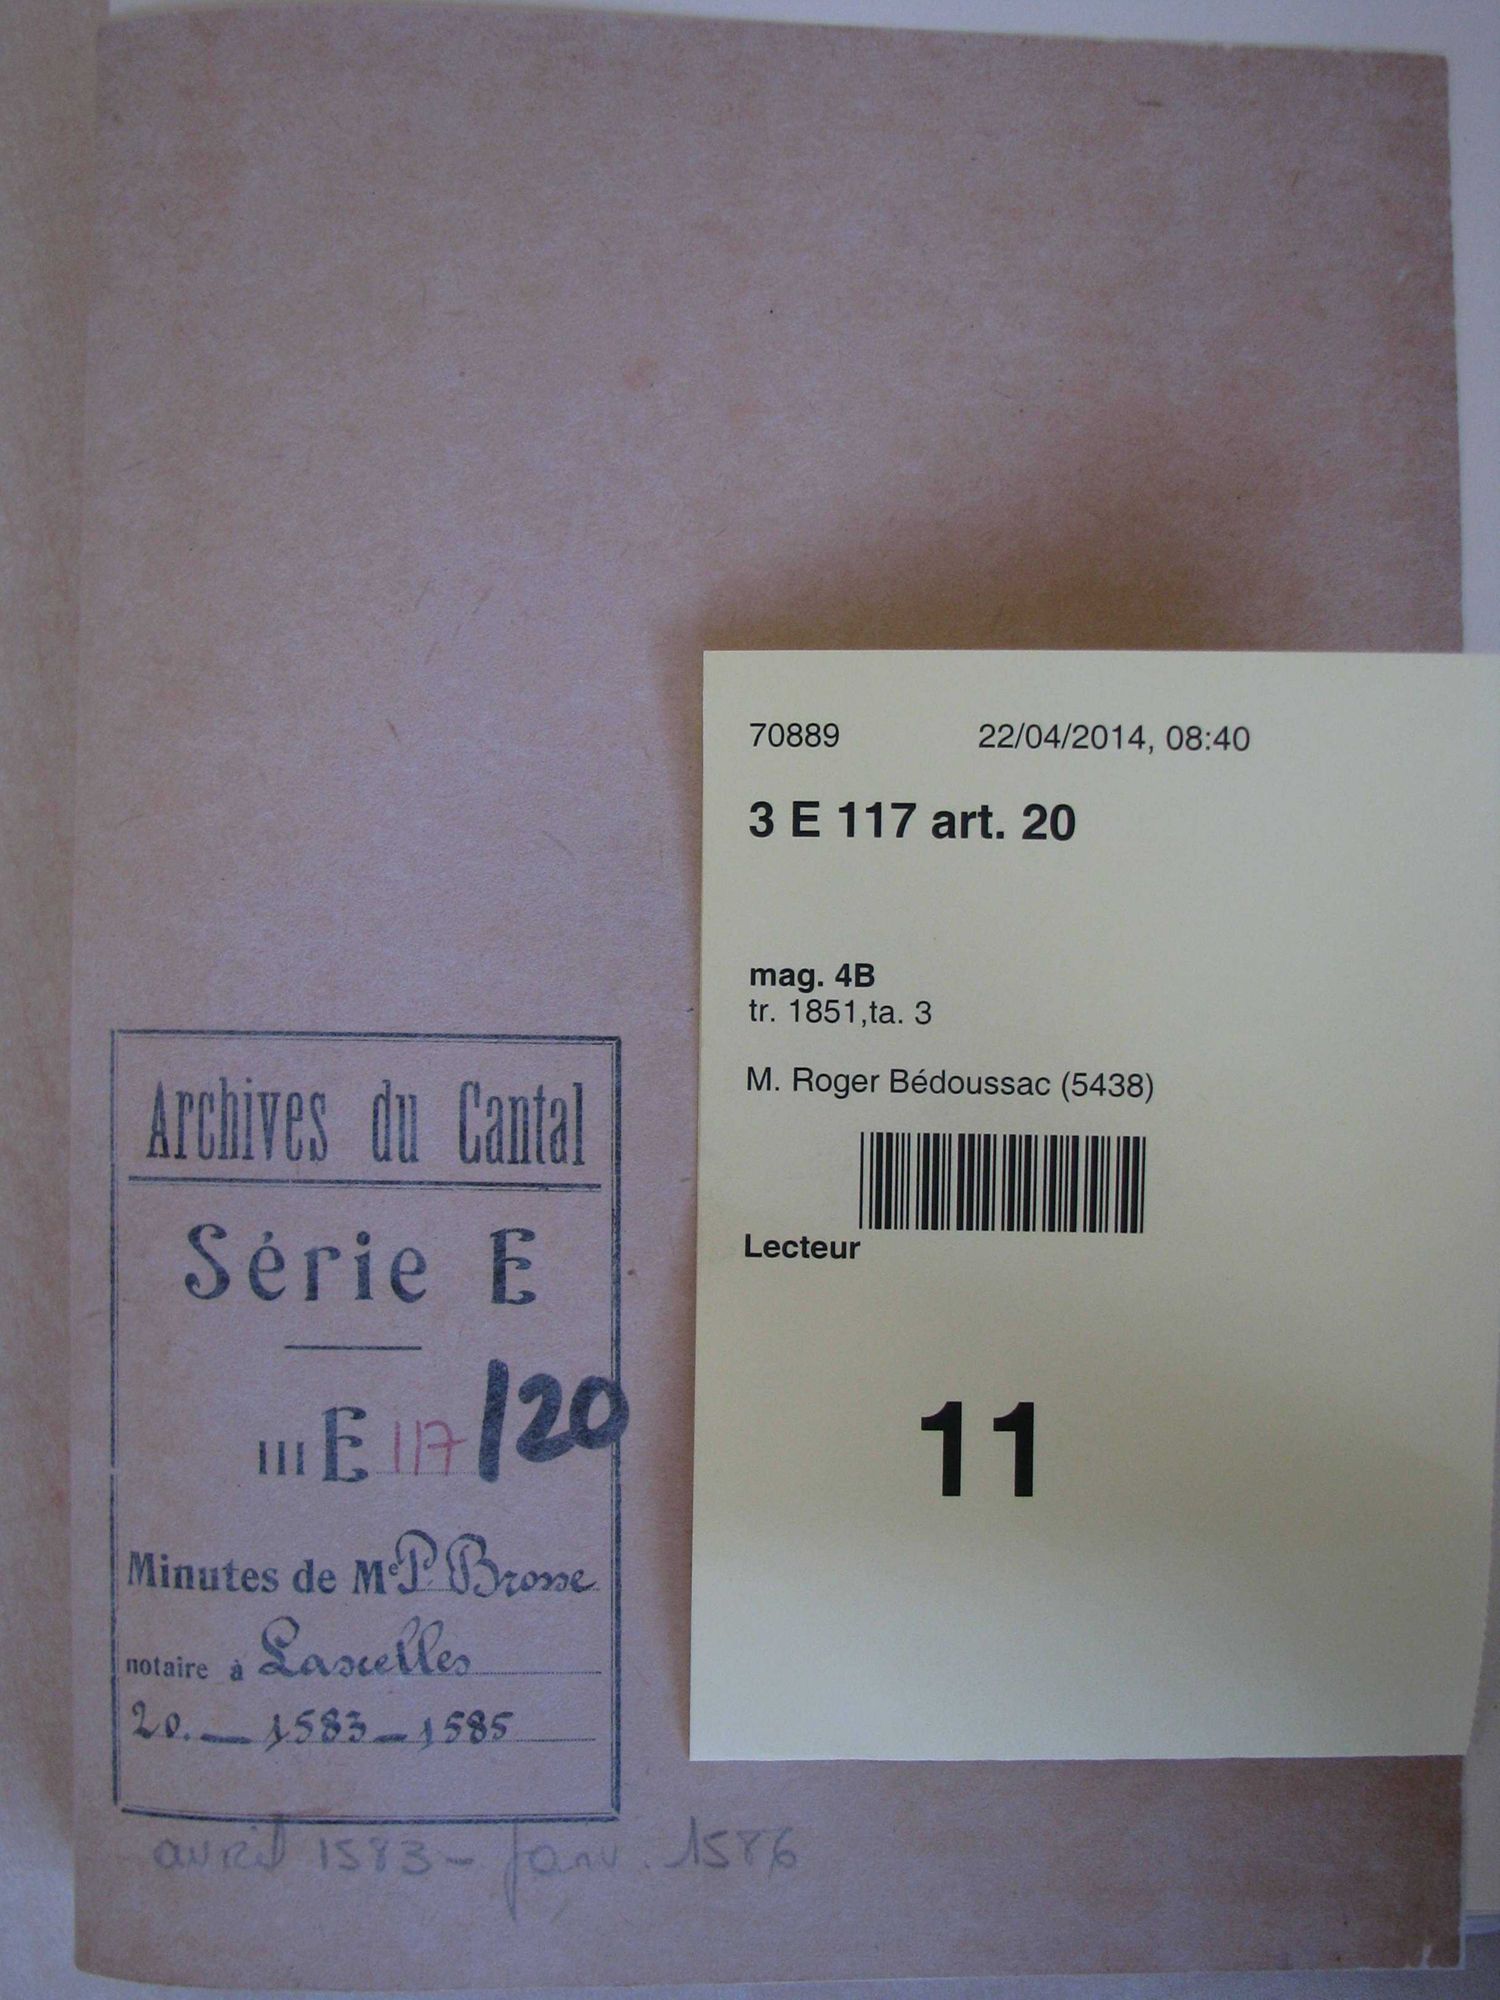 70889 22/04/2014, 08:40
3 E 117 art. 20
mag. 4B
tr. 1851,ta. 3
M. Roger Bédoussac (5438)
Lecteur
11
Archives du Cantal
Série E
III E 117/20
Minutes de Me P. Brosse
notaire à Lascelles
20. — 1583 — 1585
avril 1583 - Janv. 1586